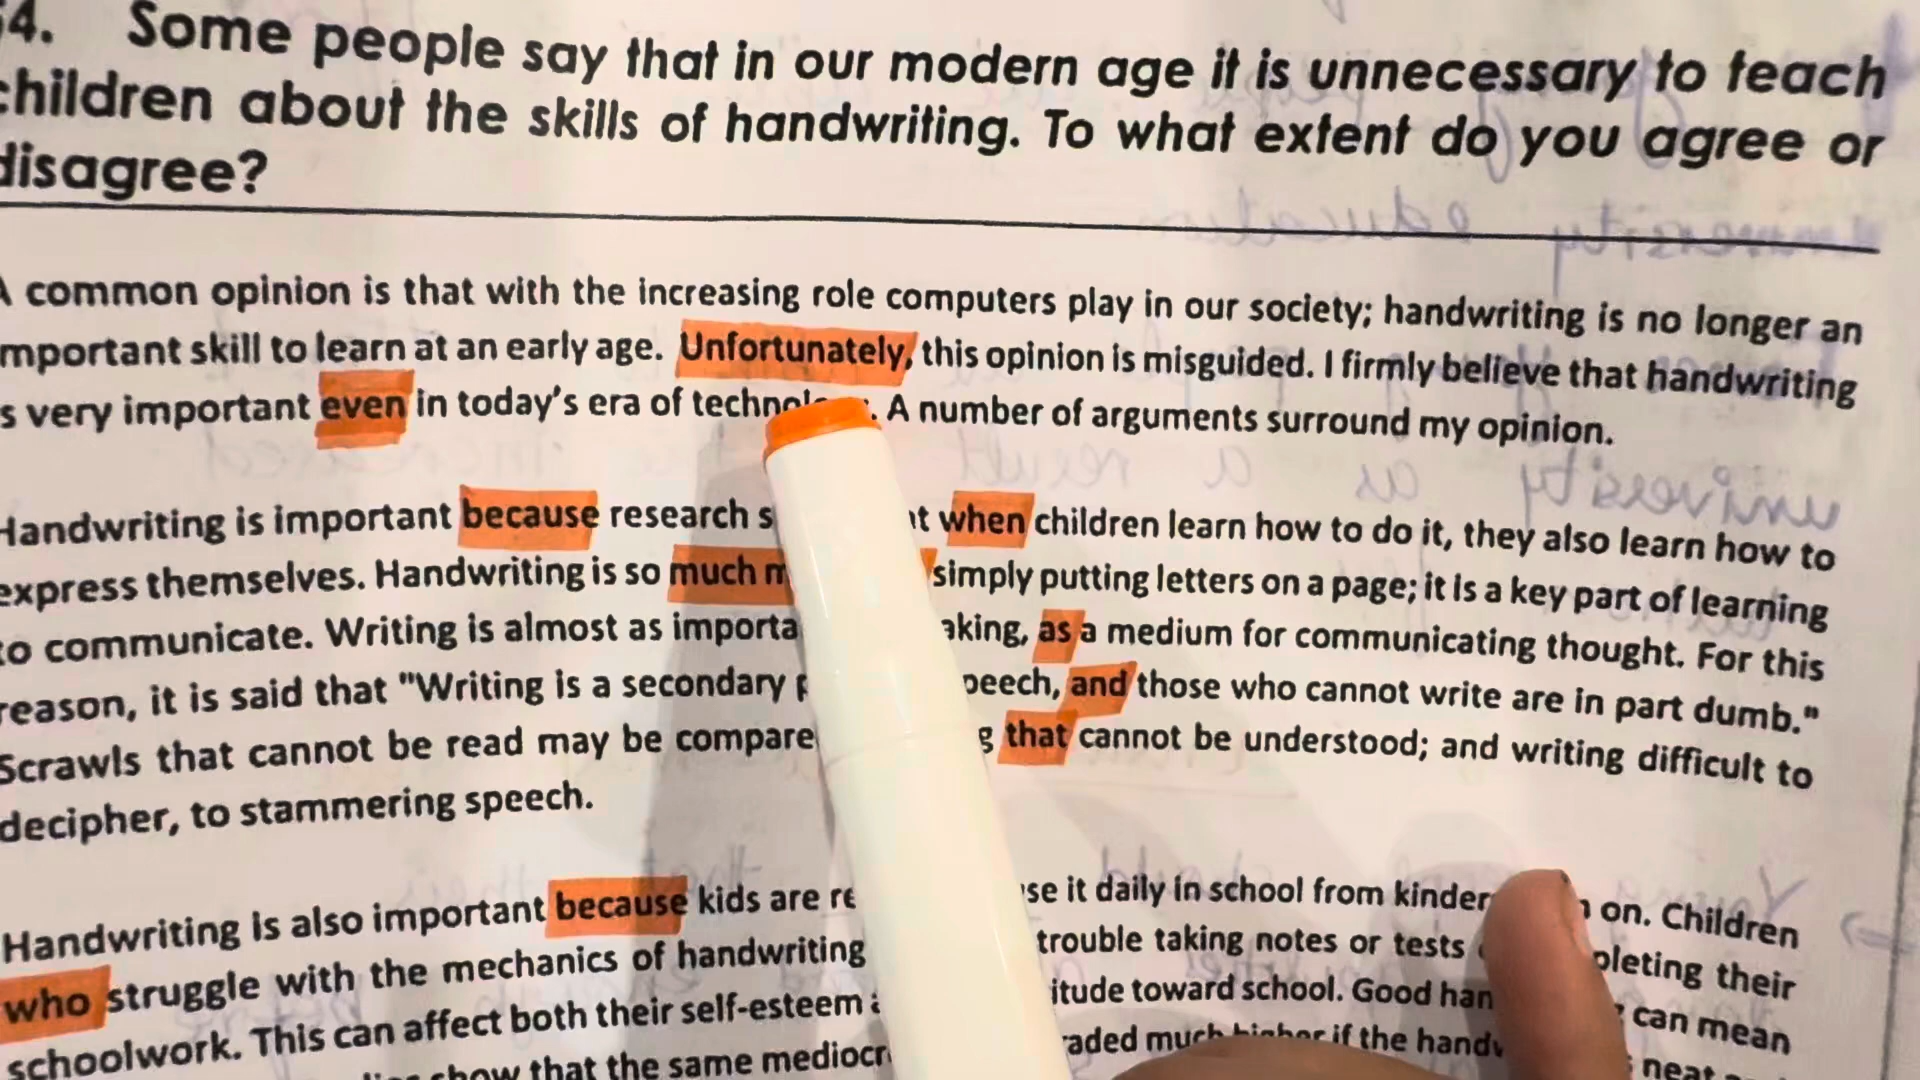 4. Some people say that in our modern age it is unnecessary to teach
children about the skills of handwriting. To what extent do you agree or
disagree?
A common opinion is that with the increasing role computers play in our society; handwriting is no longer an
important skill to learn at an early age. Unfortunately, this opinion is misguided. I firmly believe that handwriting
is very important even in today's era of technology. A number of arguments surround my opinion.
Handwriting is important because research when children learn how to do it, they also learn how to
express themselves. Handwriting is so much simply putting letters on a page; it is a key part of learning
to communicate. Writing is almost as as a medium for communicating thought. For this
reason, it is said that "Writing is a secondary speech, and those who cannot write are in part dumb."
Scrawls that cannot be read may be that cannot be understood; and writing difficult to
decipher, to stammering speech.
Handwriting is also important because kids are it daily in school from on. Children
who struggle with the mechanics of handwriting trouble taking notes or tests their
schoolwork. This can affect both their self-esteem toward school. Good can mean
show that the same much higher if the neat